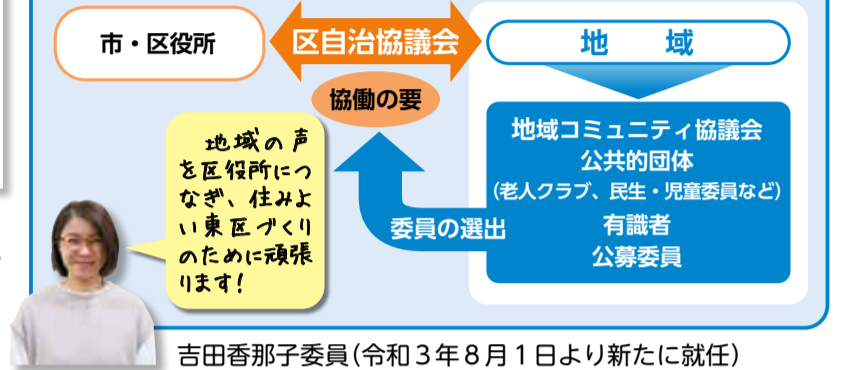 市・区役所
区自治協議会
地　域
協働の要
地域コミュニティ協議会
公共的団体
(老人クラブ、民生・児童委員など)
有識者
公募委員
委員の選出
地域の声
を区役所につ
なぎ、住みよ
い東区づくり
のために頑張
ります!
吉田香那子委員(令和３年８月１日より新たに就任)